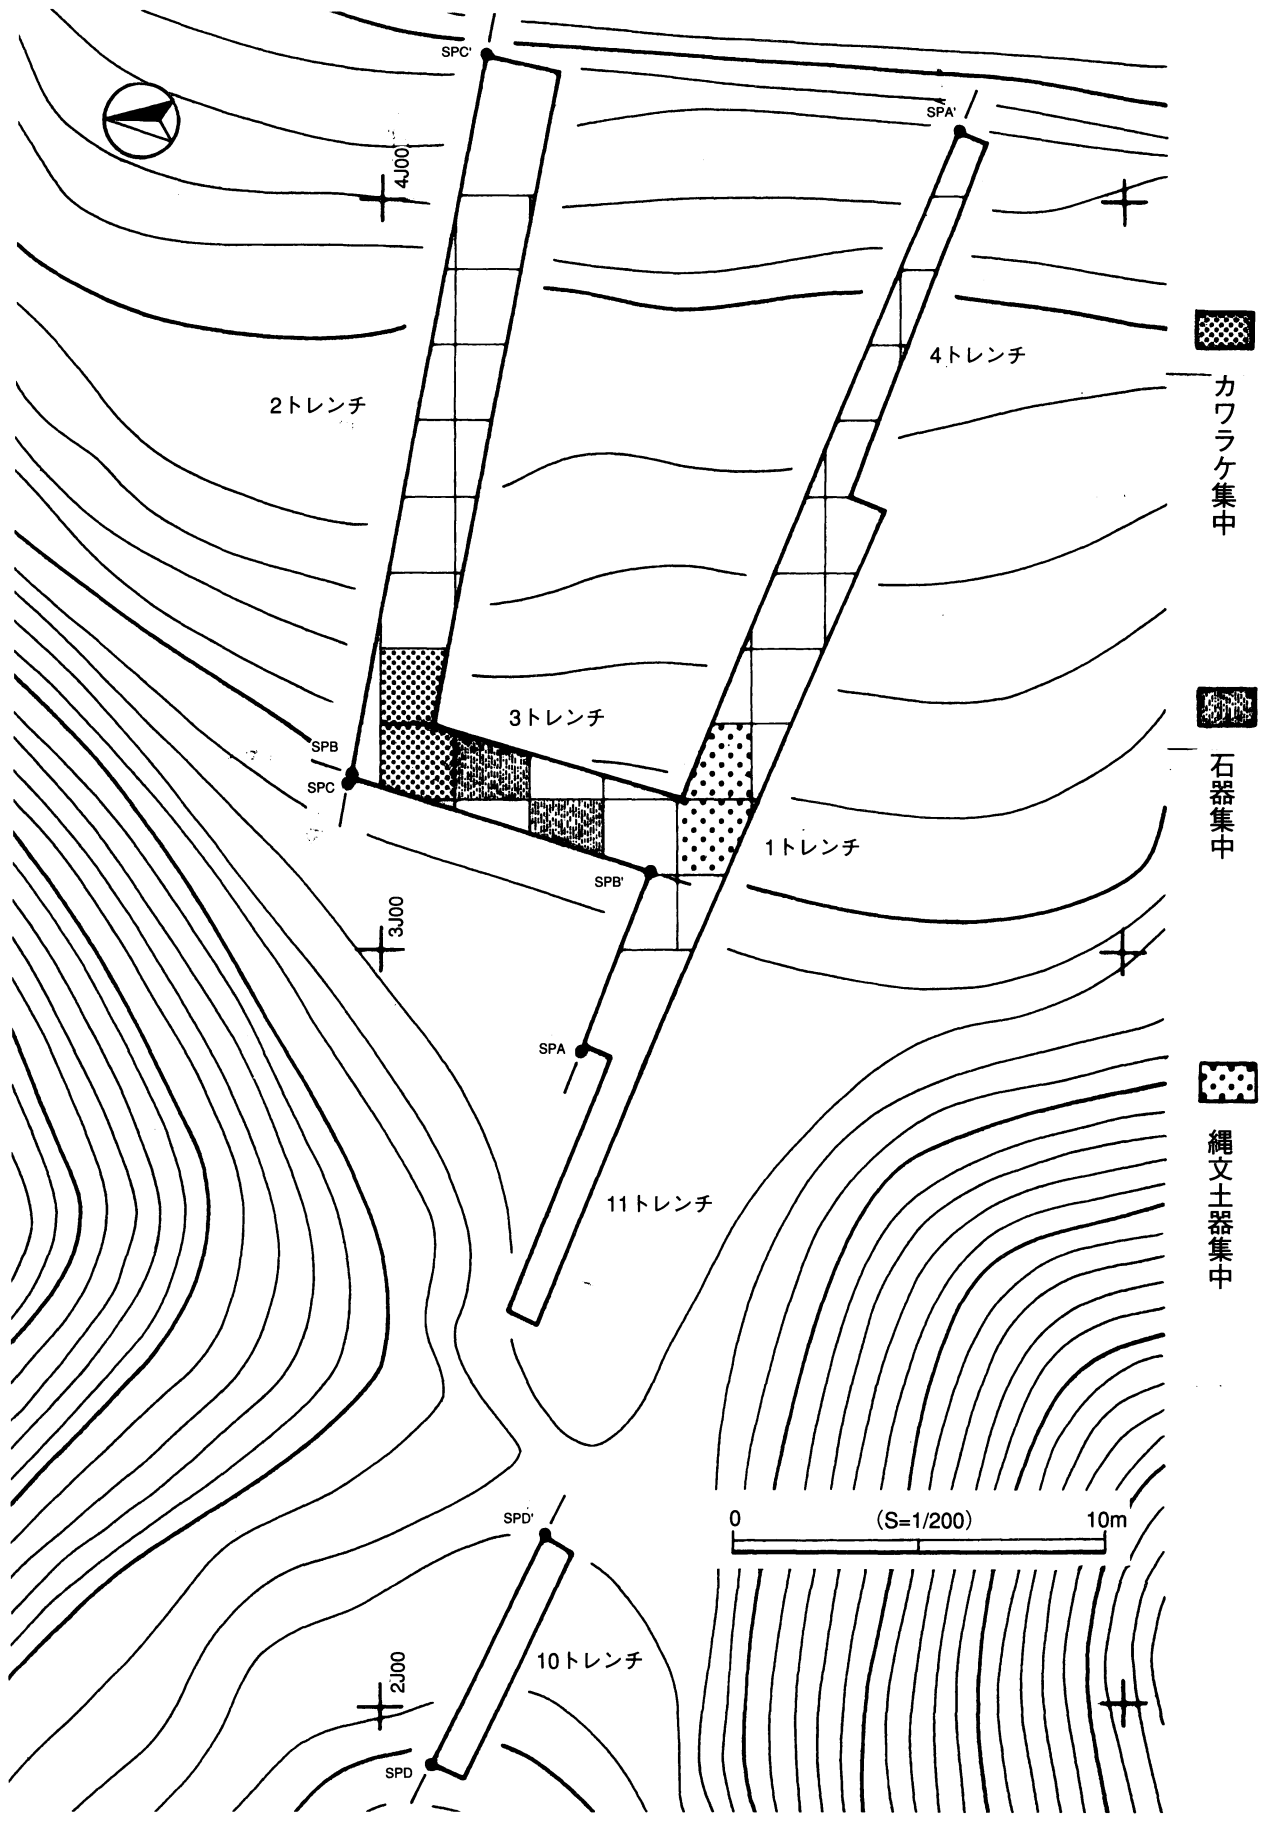 SPC'
SPA'
4J00
4トレンチ
2トレンチ
カワラケ集中
3トレンチ
SPB
SPC
石器集中
1トレンチ
SPB'
3J00
SPA
縄文土器集中
11トレンチ
SPD'
0 (S=1/200) 10m
10トレンチ
2J00
SPD